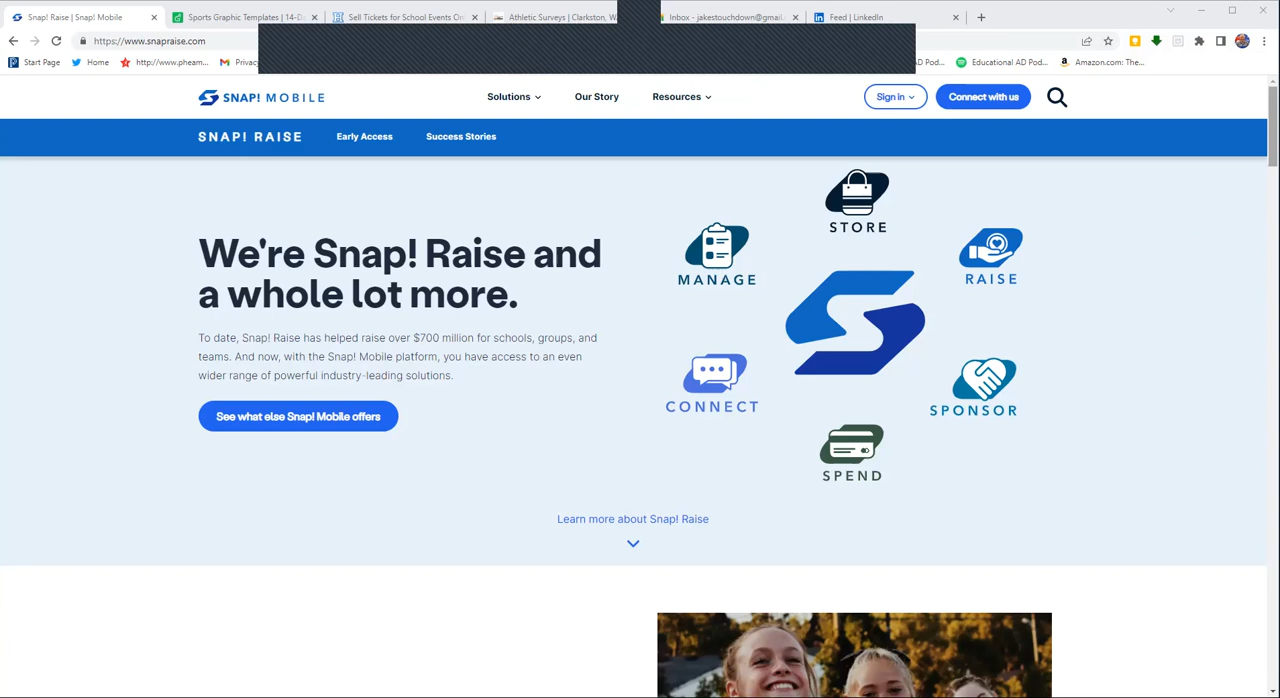 Snap! Raise | Snap! Mobile
Sports Graphic Templates | 14-D
Sell Tickets for School Events On
Athletic Surveys | Clarkston, W
Inbox - jakestouchdown@gmail.
Feed | LinkedIn
https://www.snapraise.com
Start Page
Home
http://www.pheam...
Privac
AD Pod...
Educational AD Pod...
Amazon.com: The...
SNAP! MOBILE
Solutions
Our Story
Resources
Sign in
Connect with us
SNAP! RAISE
Early Access
Success Stories
We're Snap! Raise and
a whole lot more.
To date, Snap! Raise has helped raise over $700 million for schools, groups, and
teams. And now, with the Snap! Mobile platform, you have access to an even
wider range of powerful industry-leading solutions.
See what else Snap! Mobile offers
STORE
MANAGE
RAISE
CONNECT
SPONSOR
SPEND
Learn more about Snap! Raise